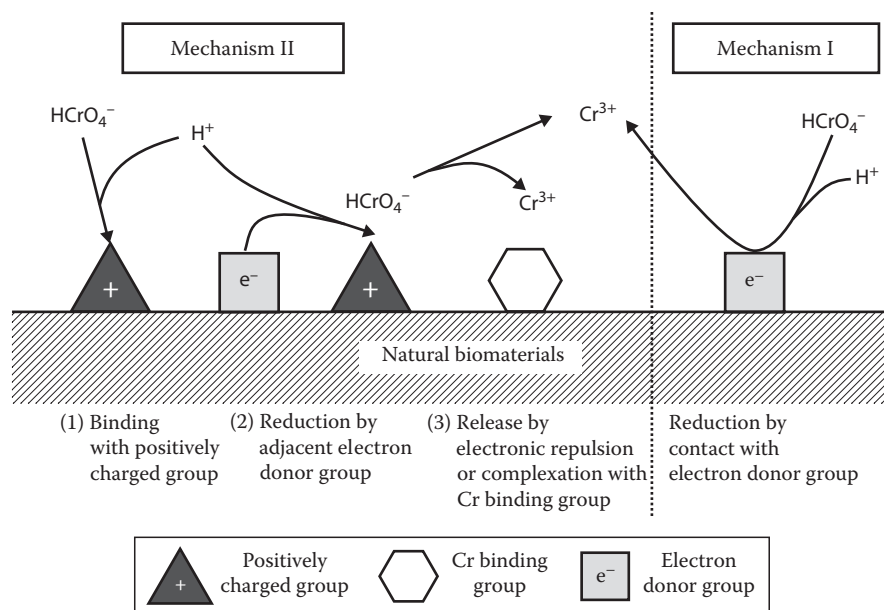 Mechanism II
Mechanism I
HCrO₄⁻
H⁺
HCrO₄⁻
Cr³⁺
Cr³⁺
HCrO₄⁻
H⁺
+
e⁻
+
e⁻
Natural biomaterials
(1) Binding
with positively
charged group
(2) Reduction by
adjacent electron
donor group
(3) Release by
electronic repulsion
or complexation with
Cr binding group
Reduction by
contact with
electron donor group
+
Positively
charged group
Cr binding
group
e⁻
Electron
donor group